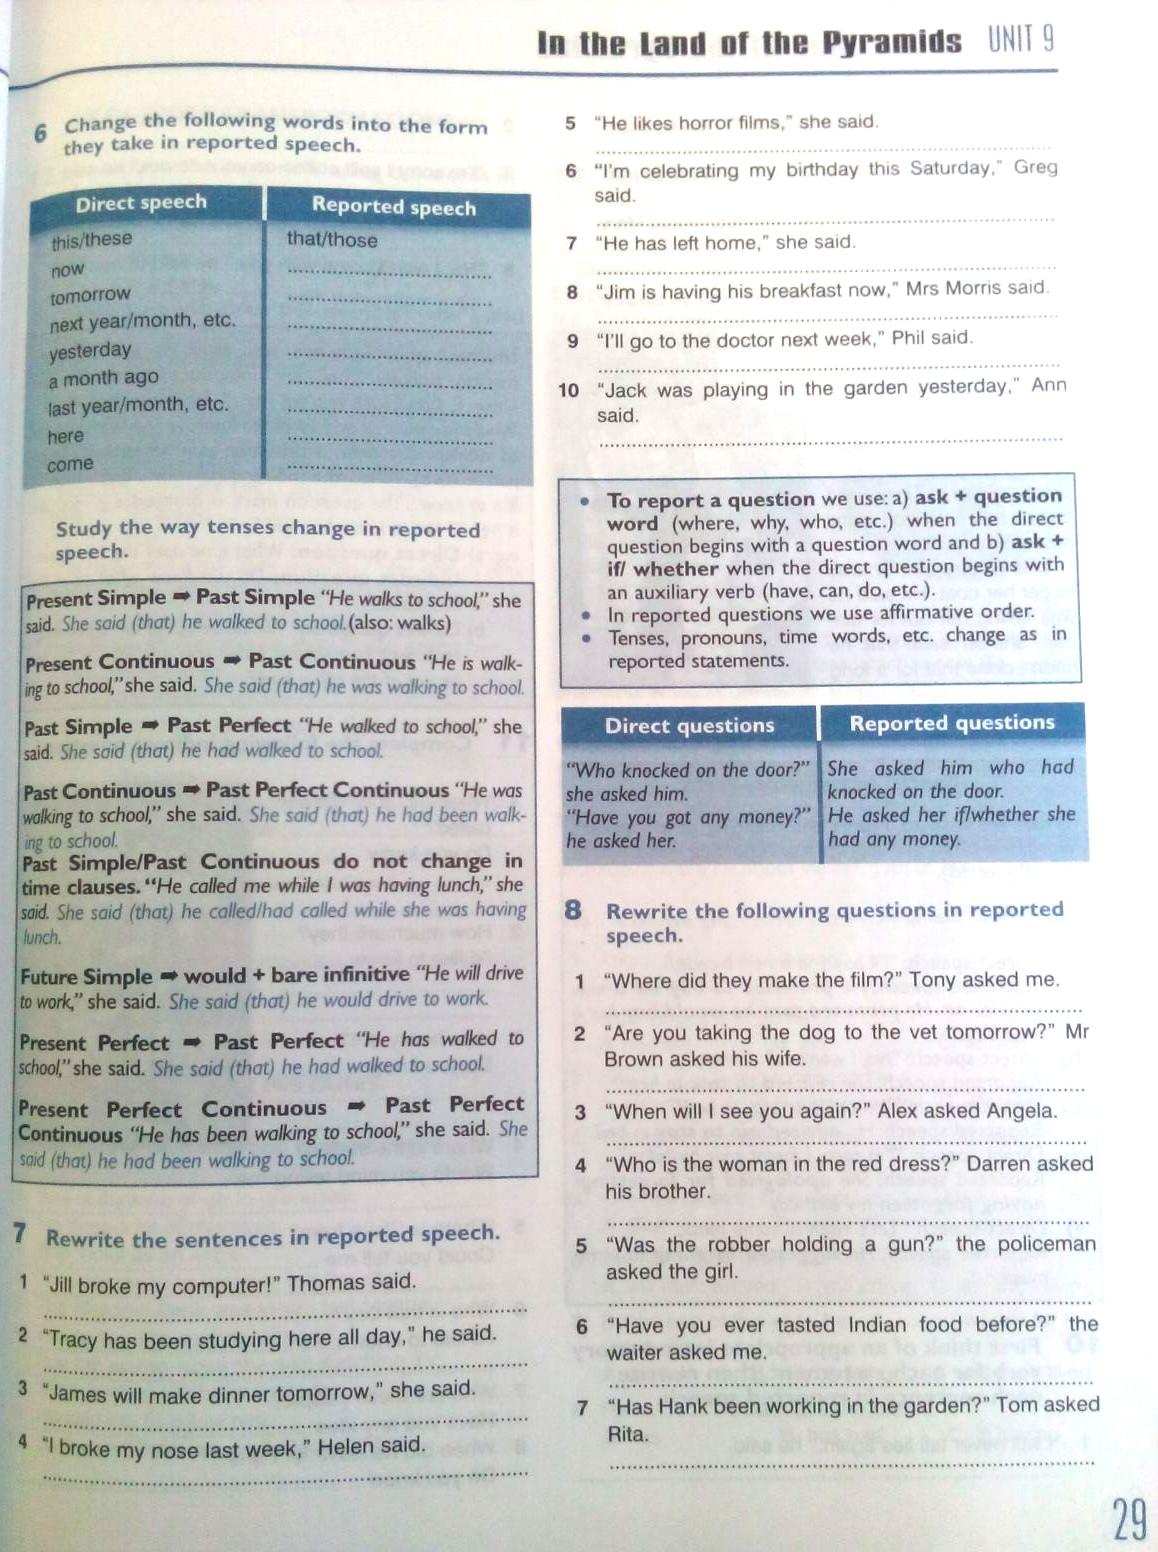 In the Land of the Pyramids UNIT 9
6 Change the following words into the form
they take in reported speech.
Direct speech Reported speech
this/these that/those
now
tomorrow
next year/month, etc.
yesterday
a month ago
last year/month, etc.
here
come
Study the way tenses change in reported
speech.
Present Simple ➡ Past Simple “He walks to school,” she
said. She said (that) he walked to school.(also: walks)
Present Continuous ➡ Past Continuous “He is walk-
ing to school,” she said. She said (that) he was walking to school.
Past Simple ➡ Past Perfect “He walked to school,” she
said. She said (that) he had walked to school.
Past Continuous ➡ Past Perfect Continuous “He was
walking to school,” she said. She said (that) he had been walk-
ing to school.
Past Simple/Past Continuous do not change in
time clauses. “He called me while I was having lunch,” she
said. She said (that) he called/had called while she was having
lunch.
Future Simple ➡ would + bare infinitive “He will drive
to work,” she said. She said (that) he would drive to work.
Present Perfect ➡ Past Perfect “He has walked to
school,” she said. She said (that) he had walked to school.
Present Perfect Continuous ➡ Past Perfect
Continuous “He has been walking to school,” she said. She
said (that) he had been walking to school.
7 Rewrite the sentences in reported speech.
1 “Jill broke my computer!” Thomas said.
2 “Tracy has been studying here all day,” he said.
3 “James will make dinner tomorrow,” she said.
4 “I broke my nose last week,” Helen said.
5 “He likes horror films,” she said.
6 “I'm celebrating my birthday this Saturday,” Greg
said.
7 “He has left home,” she said.
8 “Jim is having his breakfast now,” Mrs Morris said.
9 “I'll go to the doctor next week,” Phil said.
10 “Jack was playing in the garden yesterday,” Ann
said.
• To report a question we use: a) ask + question
word (where, why, who, etc.) when the direct
question begins with a question word and b) ask +
if/ whether when the direct question begins with
an auxiliary verb (have, can, do, etc.).
• In reported questions we use affirmative order.
• Tenses, pronouns, time words, etc. change as in
reported statements.
Direct questions Reported questions
“Who knocked on the door?” She asked him who had
she asked him. knocked on the door.
“Have you got any money?” He asked her if/whether she
he asked her. had any money.
8 Rewrite the following questions in reported
speech.
1 “Where did they make the film?” Tony asked me.
2 “Are you taking the dog to the vet tomorrow?” Mr
Brown asked his wife.
3 “When will I see you again?” Alex asked Angela.
4 “Who is the woman in the red dress?” Darren asked
his brother.
5 “Was the robber holding a gun?” the policeman
asked the girl.
6 “Have you ever tasted Indian food before?” the
waiter asked me.
7 “Has Hank been working in the garden?” Tom asked
Rita.
29